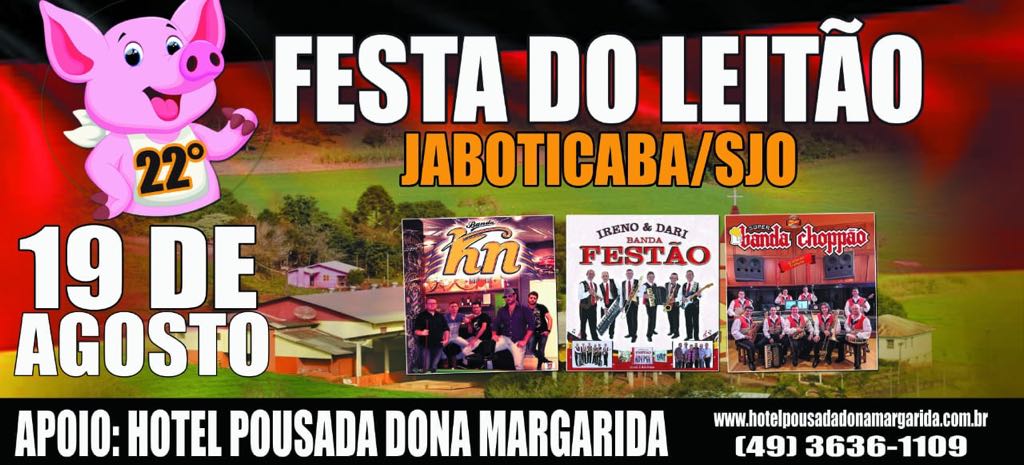 22º
FESTA DO LEITÃO
JABOTICABA/SJO
19 DE
AGOSTO
Banda
kn
IRENO & DARI
BANDA
FESTÃO
SUPER
banda choppão
APOIO: HOTEL POUSADA DONA MARGARIDA
www.hotelpousadadonamargarida.com.br
(49) 3636-1109